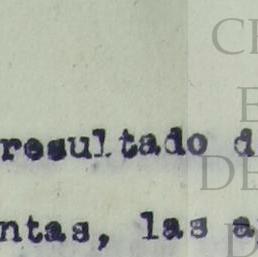 resultado d
ntas, las a